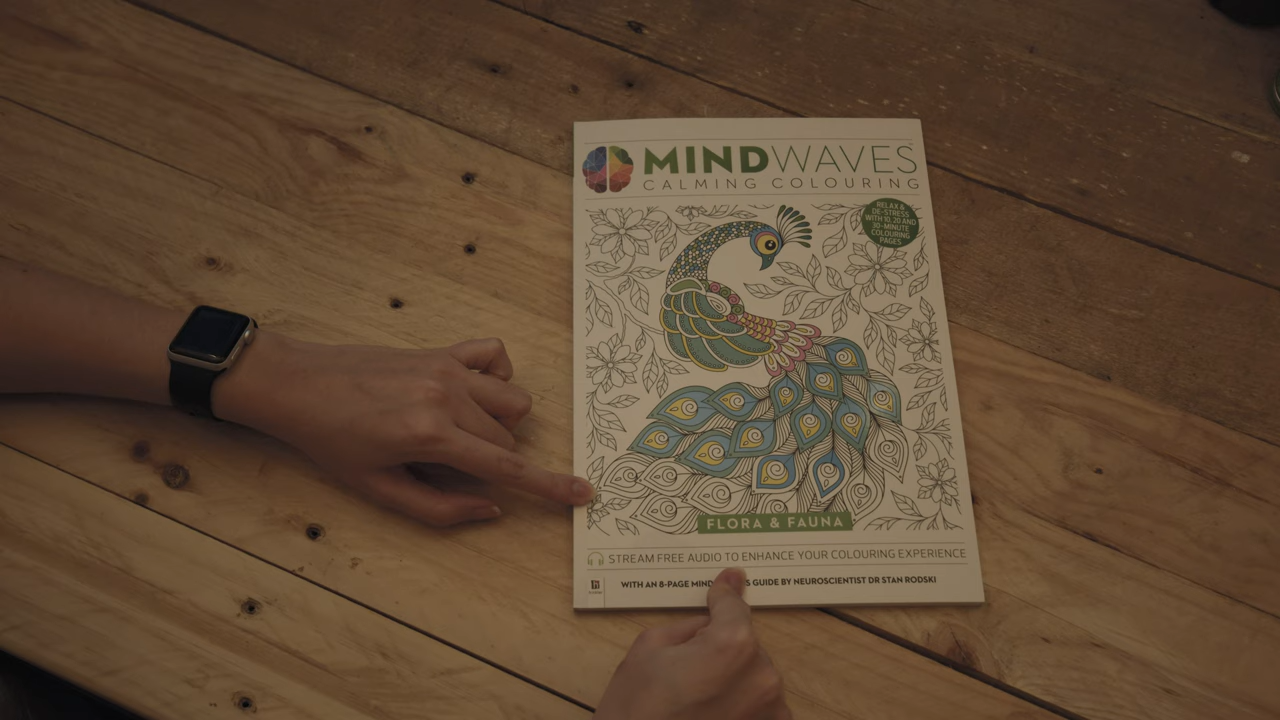 MINDWAVES
CALMING COLOURING
RELAX &
DE-STRESS
WITH 10, 20 AND
30-MINUTE
COLOURING
PAGES
FLORA & FAUNA
STREAM FREE AUDIO TO ENHANCE YOUR COLOURING EXPERIENCE
WITH AN 8-PAGE MIND S GUIDE BY NEUROSCIENTIST DR STAN RODSKI